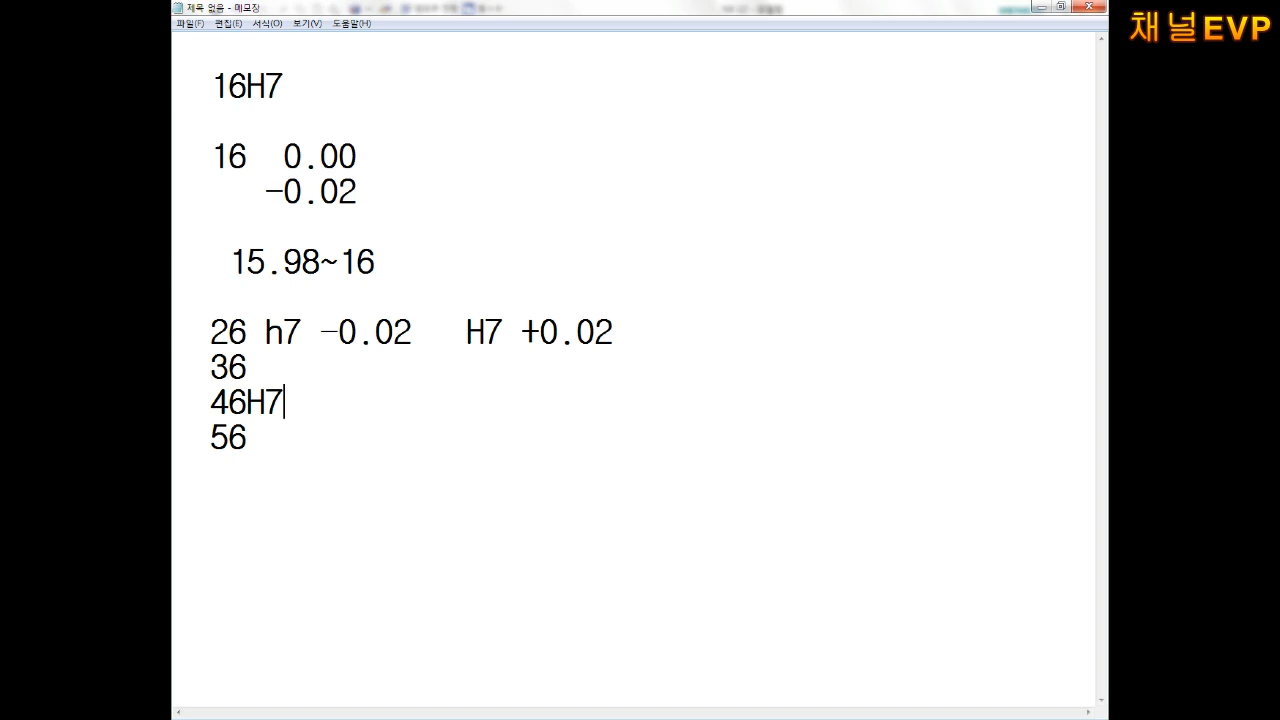 제목 없음 - 메모장
채널EVP
파일(F) 편집(E) 서식(O) 보기(V) 도움말(H)
16H7
16 0.00
-0.02
15.98~16
26 h7 -0.02 H7 +0.02
36
46H7
56